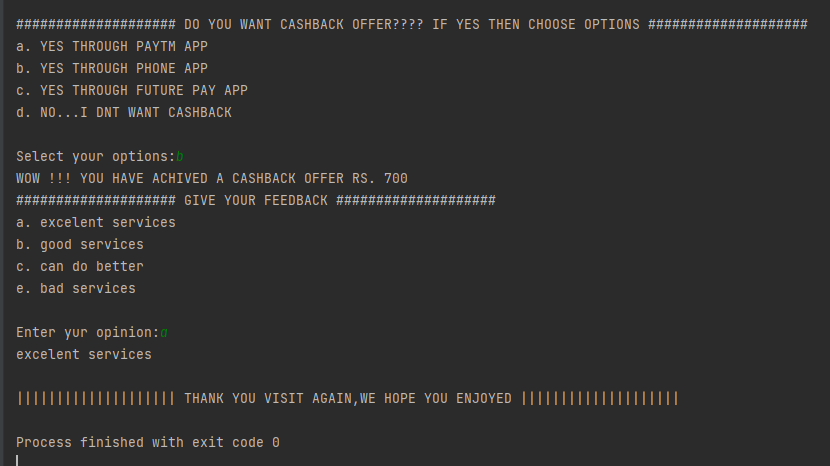 #################### DO YOU WANT CASHBACK OFFER???? IF YES THEN CHOOSE OPTIONS ####################
a. YES THROUGH PAYTM APP
b. YES THROUGH PHONE APP
c. YES THROUGH FUTURE PAY APP
d. NO...I DNT WANT CASHBACK
Select your options:b
WOW !!! YOU HAVE ACHIVED A CASHBACK OFFER RS. 700
#################### GIVE YOUR FEEDBACK ####################
a. excelent services
b. good services
c. can do better
e. bad services
Enter yur opinion:a
excelent services
|||||||||||||||||||| THANK YOU VISIT AGAIN,WE HOPE YOU ENJOYED ||||||||||||||||||||
Process finished with exit code 0